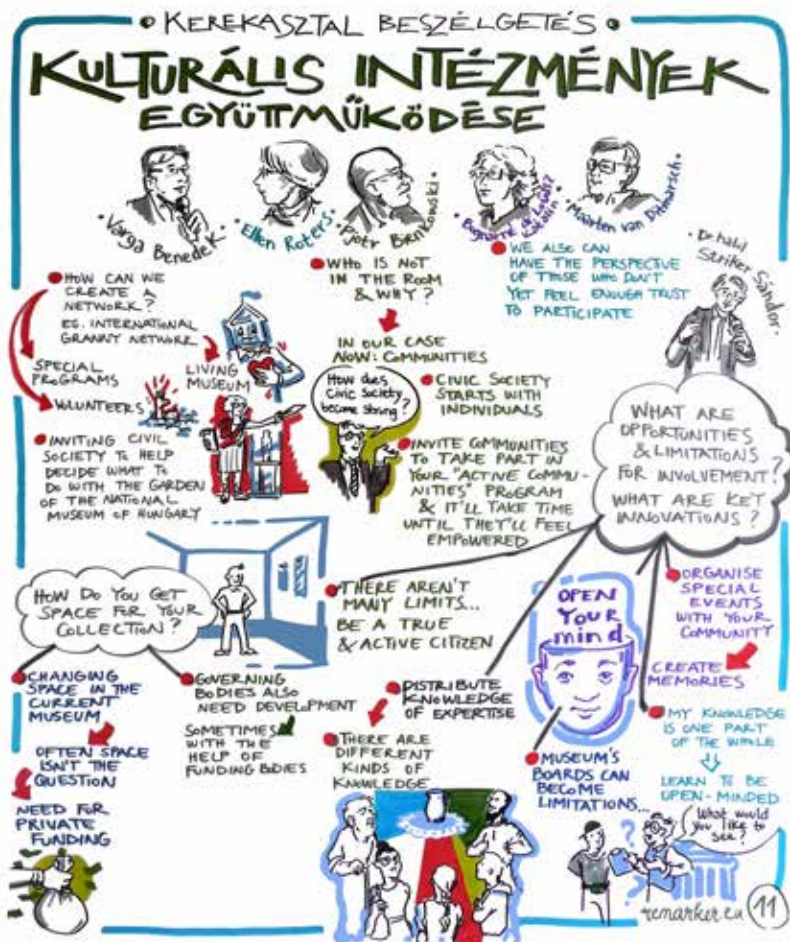 KEREKASZTAL BESZÉLGETÉS
KULTURÁLIS INTÉZMÉNYEK
EGYÜTTMŰKÖDÉSE
Varga Benedek
Ellen Roters
Pjotr
Bognárné
Katalin
Maarten van Ditmarsch
Dr habil
Striker Sándor
HOW CAN WE
CREATE A
NETWORK?
EG. INTERNATIONAL
GRANNY NETWORK
SPECIAL
PROGRAMS
LIVING
MUSEUM
VOLUNTEERS
INVITING CIVIL
SOCIETY TO HELP
DECIDE WHAT TO
DO WITH THE GARDEN
OF THE NATIONAL
MUSEUM OF HUNGARY
WHO IS NOT
IN THE ROOM
& WHY?
IN OUR CASE
NOW: COMMUNITIES
How does
Civic Society
become strong?
CIVIC SOCIETY
STARTS WITH
INDIVIDUALS
INVITE COMMUNITIES
TO TAKE PART IN
YOUR "ACTIVE COMMU-
NITIES" PROGRAM
& IT'LL TAKE TIME
UNTIL THEY'LL FEEL
EMPOWERED
WE ALSO CAN
HAVE THE PERSPECTIVE
OF THOSE WHO DON'T
YET FEEL ENOUGH TRUST
TO PARTICIPATE
WHAT ARE
OPPORTUNITIES
& LIMITATIONS
FOR INVOLVEMENT?
WHAT ARE KEY
INNOVATIONS?
HOW DO YOU GET
SPACE FOR YOUR
COLLECTION?
CHANGING
SPACE IN THE
CURRENT
MUSEUM
OFTEN SPACE
ISN'T THE
QUESTION
NEED FOR
PRIVATE
FUNDING
GOVERNING
BODIES ALSO
NEED DEVELOPMENT
SOMETIMES
WITH THE
HELP OF
FUNDING BODIES
THERE AREN'T
MANY LIMITS...
BE A TRUE
& ACTIVE CITIZEN
DISTRIBUTE
KNOWLEDGE
OF EXPERTISE
THERE ARE
DIFFERENT
KINDS OF
KNOWLEDGE
OPEN
YOUR
mind
MUSEUM'S
BOARDS CAN
BECOME
LIMITATIONS...
ORGANISE
SPECIAL
EVENTS
WITH YOUR
COMMUNITY
CREATE
MEMORIES
MY KNOWLEDGE
IS ONE PART
OF THE WHOLE
LEARN TO BE
OPEN-MINDED
What would
you like to
see?
?
remarker.eu 11